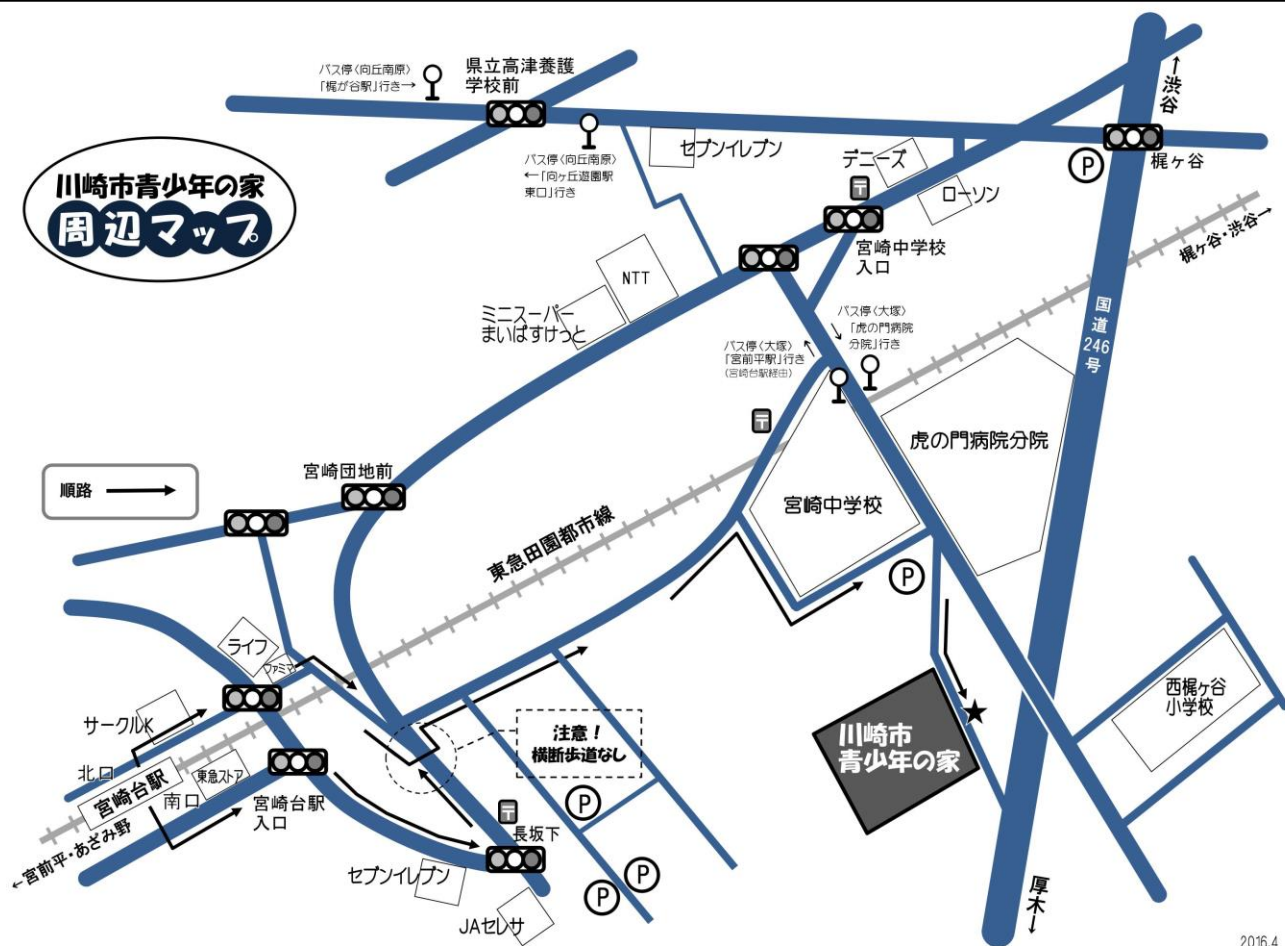 バス停〈向丘南原〉
「梶が谷駅」行き→
県立高津養護
学校前
↑渋谷
川崎市青少年の家
周辺マップ
バス停〈向丘南原〉
←「向ヶ丘遊園駅
東口」行き
セブンイレブン
デニーズ
〒
ローソン
P
梶ヶ谷
宮崎中学校
入口
梶ヶ谷・渋谷→
NTT
ミニスーパー
まいばすけっと
バス停〈大塚〉
「虎の門病院
分院」行き
バス停〈大塚〉
「宮前平駅」行き
(宮崎台駅経由)
国道246号
〒
虎の門病院分院
宮崎団地前
順路
宮崎中学校
東急田園都市線
P
ライフ
ファミマ
サークルK
西梶ヶ谷
小学校
注意!
横断歩道なし
★
川崎市
青少年の家
北口
宮崎台駅
東急ストア
南口
宮崎台駅
入口
P
〒
長坂下
←宮前平・あざみ野
セブンイレブン
P
P
JAセレサ
厚木↓
2016.4